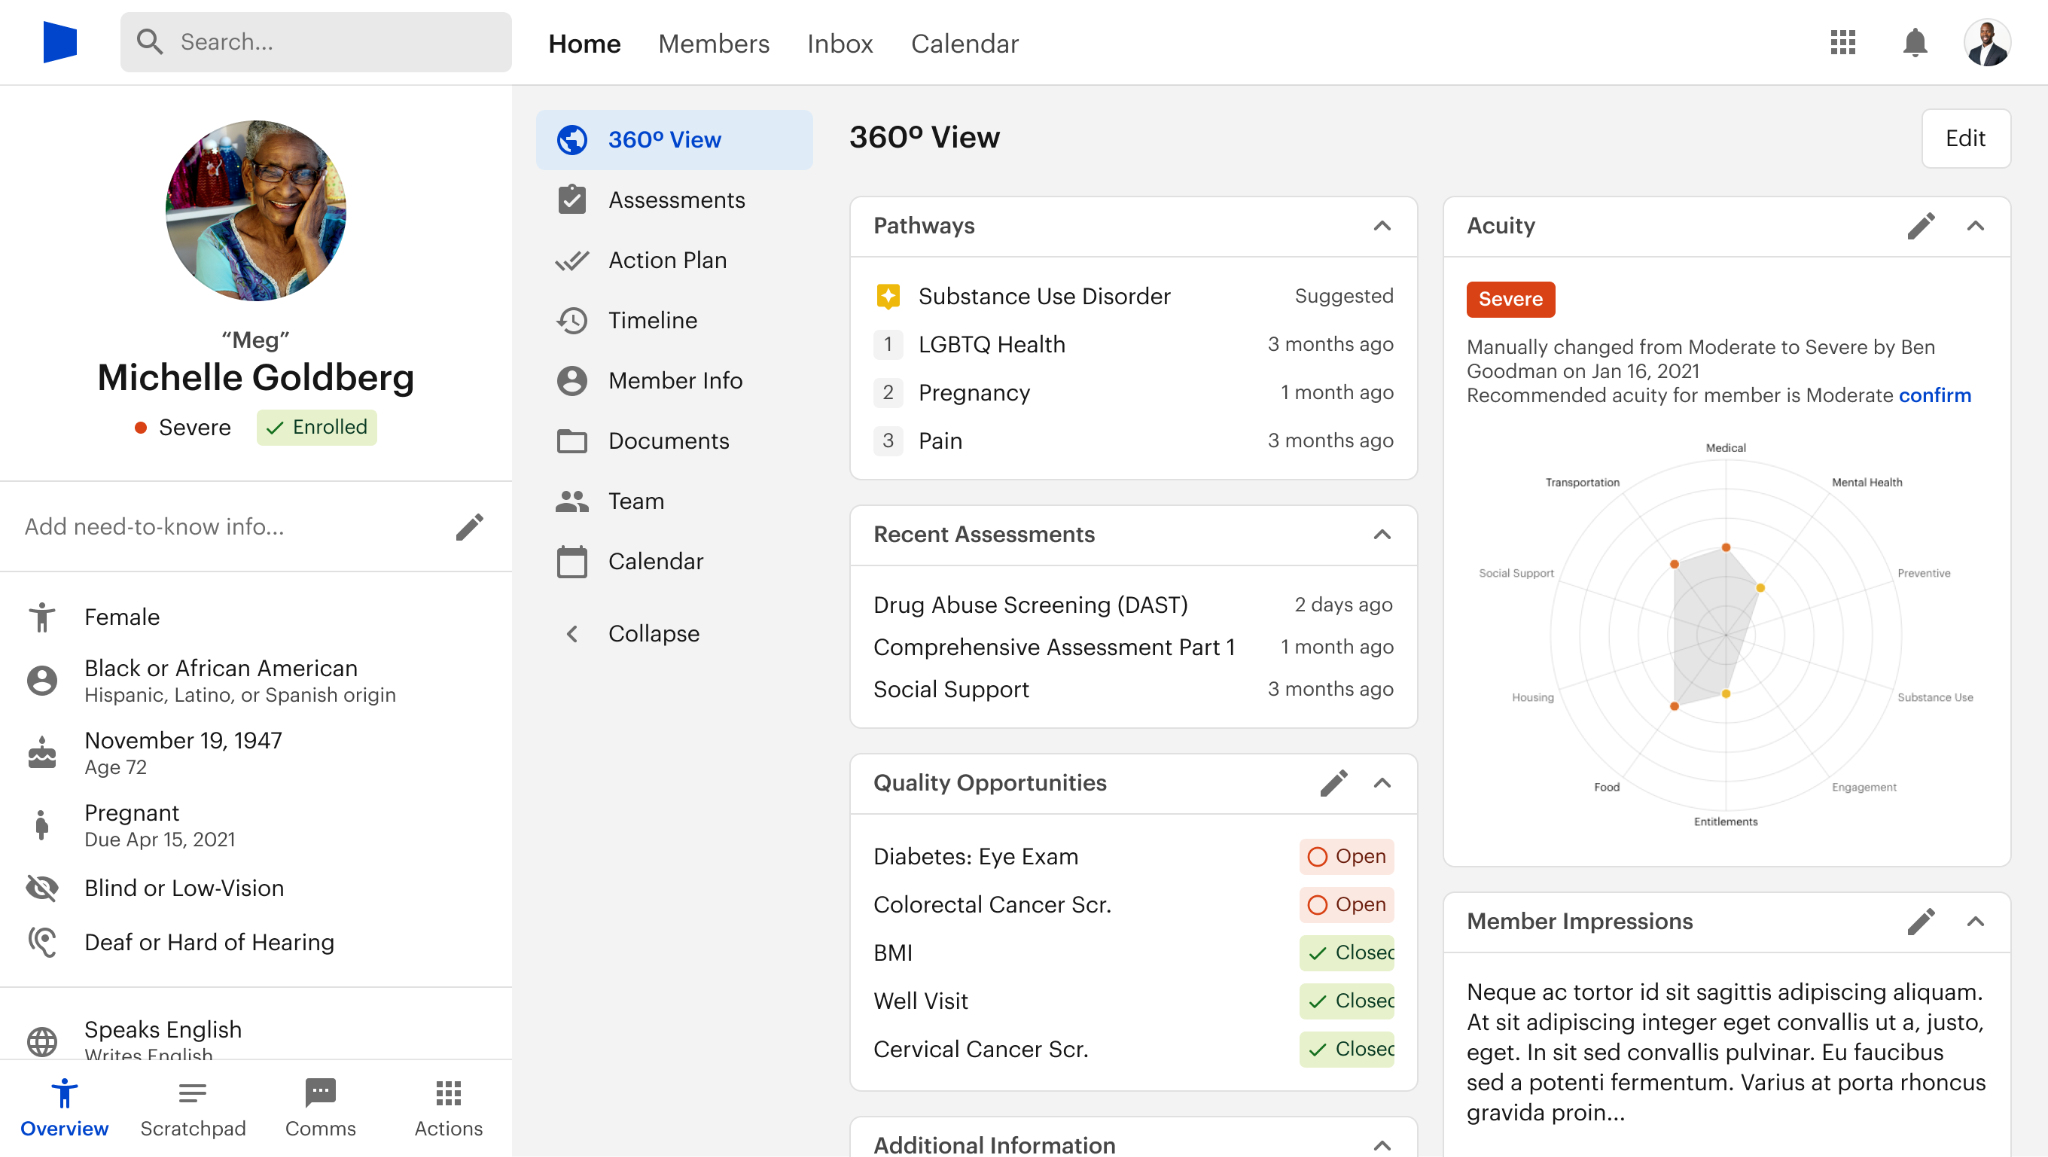 Search...
Home
Members
Inbox
Calendar
“Meg”
Michelle Goldberg
Severe
Enrolled
Add need-to-know info...
Female
Black or African American
Hispanic, Latino, or Spanish origin
November 19, 1947
Age 72
Pregnant
Due Apr 15, 2021
Blind or Low-Vision
Deaf or Hard of Hearing
Speaks English
Writes English
Overview
Scratchpad
Comms
Actions
360º View
Assessments
Action Plan
Timeline
Member Info
Documents
Team
Calendar
Collapse
360º View
Edit
Pathways
Substance Use Disorder Suggested
1 LGBTQ Health 3 months ago
2 Pregnancy 1 month ago
3 Pain 3 months ago
Recent Assessments
Drug Abuse Screening (DAST) 2 days ago
Comprehensive Assessment Part 1 1 month ago
Social Support 3 months ago
Quality Opportunities
Diabetes: Eye Exam Open
Colorectal Cancer Scr. Open
BMI Closed
Well Visit Closed
Cervical Cancer Scr. Closed
Additional Information
Acuity
Severe
Manually changed from Moderate to Severe by Ben
Goodman on Jan 16, 2021
Recommended acuity for member is Moderate confirm
Medical
Transportation
Mental Health
Social Support
Preventive
Housing
Substance Use
Food
Engagement
Entitlements
Member Impressions
Neque ac tortor id sit sagittis adipiscing aliquam.
At sit adipiscing integer eget convallis ut a, justo,
eget. In sit sed convallis pulvinar. Eu faucibus
sed a potenti fermentum. Varius at porta rhoncus
gravida proin...